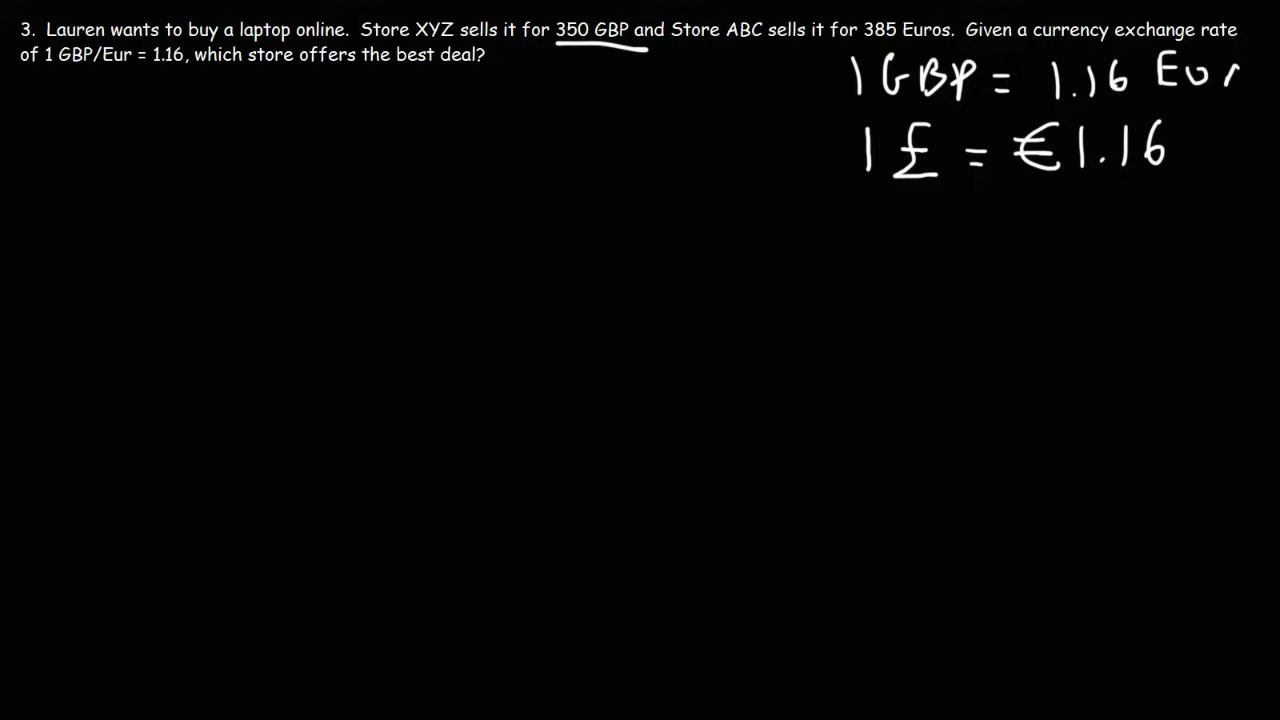 3. Lauren wants to buy a laptop online. Store XYZ sells it for 350 GBP and Store ABC sells it for 385 Euros. Given a currency exchange rate
of 1 GBP/Eur = 1.16, which store offers the best deal?
1 GBP = 1.16 Eur
1 £ = €1.16